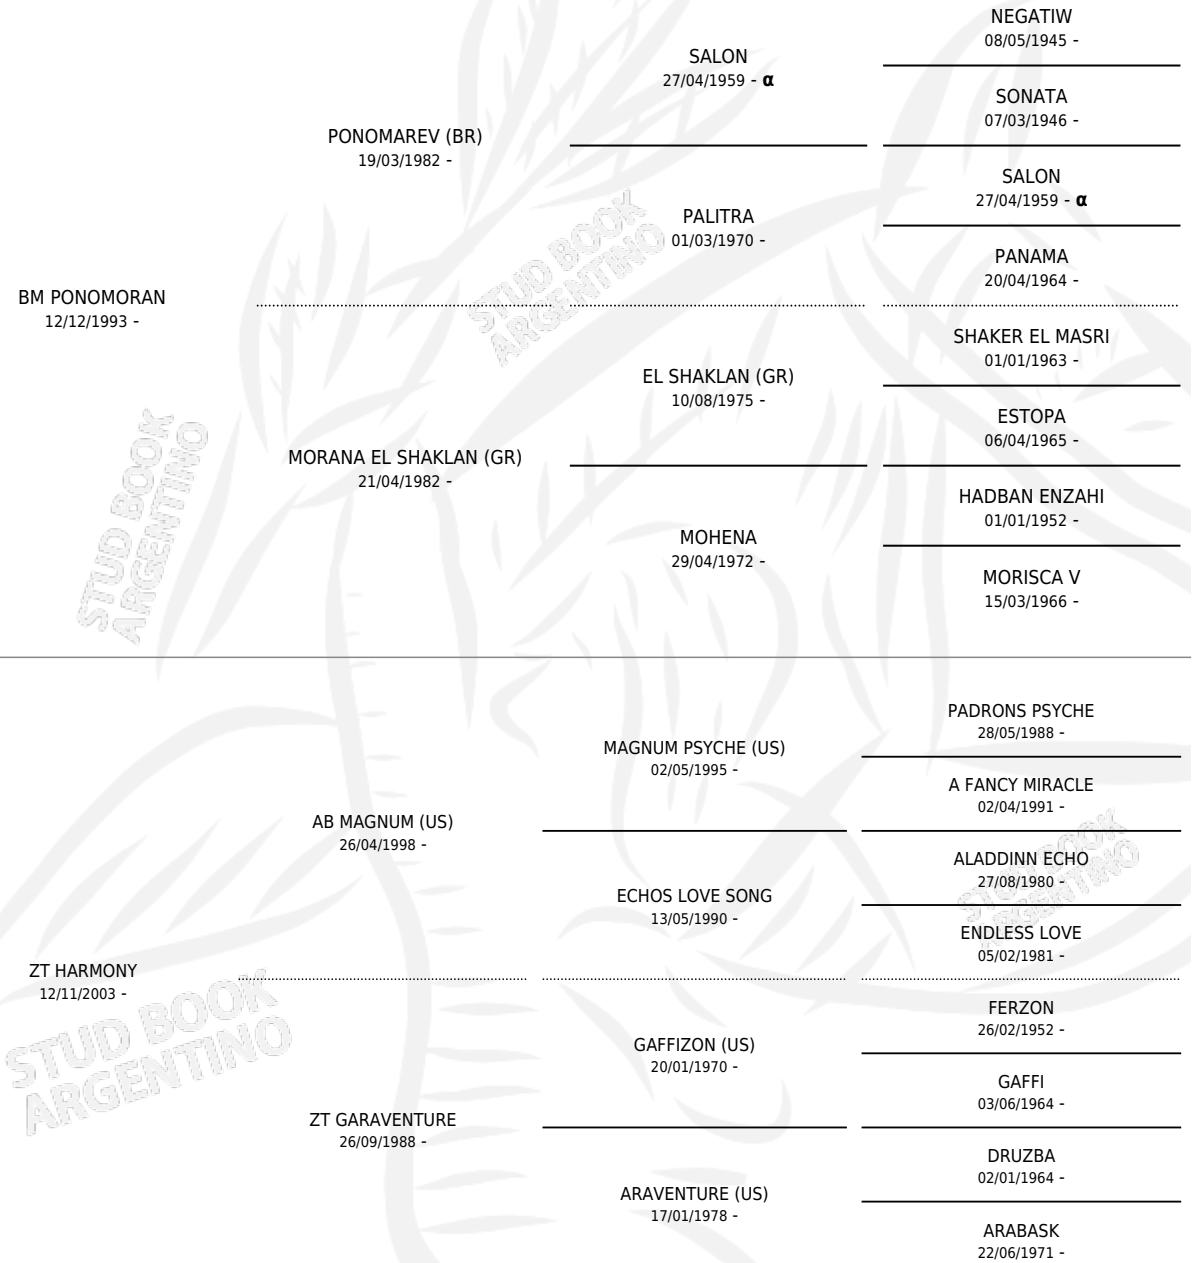 NEGATIW
08/05/1945 -
SALON
27/04/1959 - α
SONATA
07/03/1946 -
PONOMAREV (BR)
19/03/1982 -
SALON
27/04/1959 - α
PALITRA
01/03/1970 -
PANAMA
20/04/1964 -
BM PONOMORAN
12/12/1993 -
SHAKER EL MASRI
01/01/1963 -
EL SHAKLAN (GR)
10/08/1975 -
ESTOPA
06/04/1965 -
MORANA EL SHAKLAN (GR)
21/04/1982 -
HADBAN ENZAHI
01/01/1952 -
MOHENA
29/04/1972 -
MORISCA V
15/03/1966 -
PADRONS PSYCHE
28/05/1988 -
MAGNUM PSYCHE (US)
02/05/1995 -
A FANCY MIRACLE
02/04/1991 -
AB MAGNUM (US)
26/04/1998 -
ALADDINN ECHO
27/08/1980 -
ECHOS LOVE SONG
13/05/1990 -
ENDLESS LOVE
05/02/1981 -
ZT HARMONY
12/11/2003 -
FERZON
26/02/1952 -
GAFFIZON (US)
20/01/1970 -
GAFFI
03/06/1964 -
ZT GARAVENTURE
26/09/1988 -
DRUZBA
02/01/1964 -
ARAVENTURE (US)
17/01/1978 -
ARABASK
22/06/1971 -
STUD BOOK
ARGENTINO
STUD BOOK
ARGENTINO
STUD BOOK
ARGENTINO
STUD BOOK
ARGENTINO